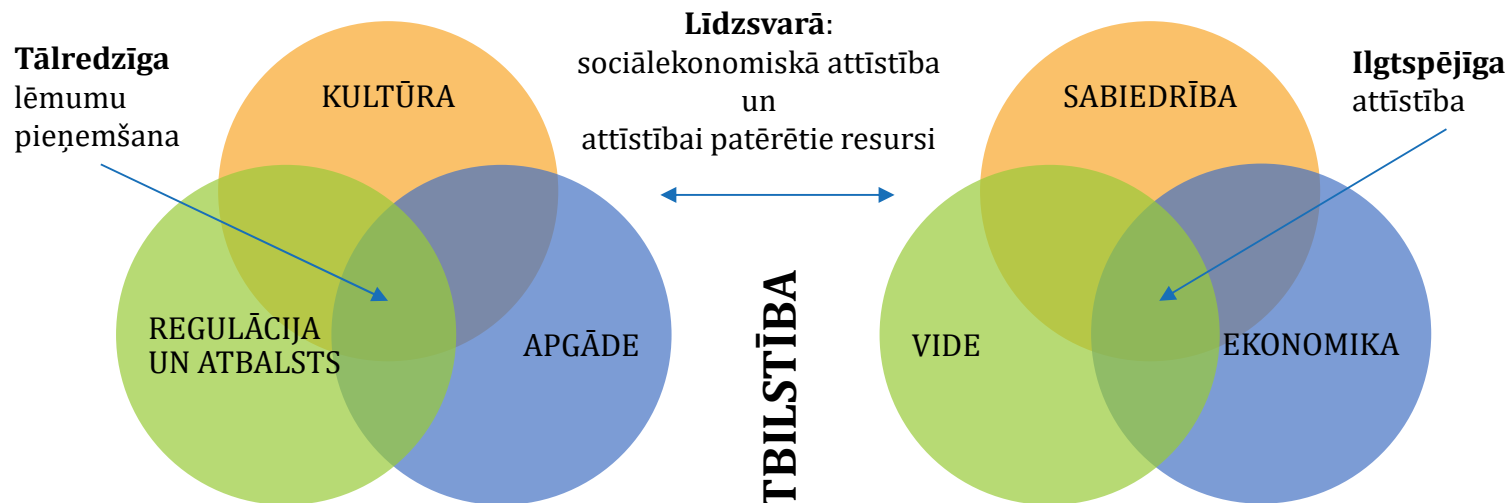 Tālredzīga
lēmumu
pieņemšana
KULTŪRA
REGULĀCIJA
UN ATBALSTS
APGĀDE
Līdzsvarā:
sociālekonomiskā attīstība
un
attīstībai patērētie resursi
TBILSTĪBA
SABIEDRĪBA
VIDE
EKONOMIKA
Ilgtspējīga
attīstība